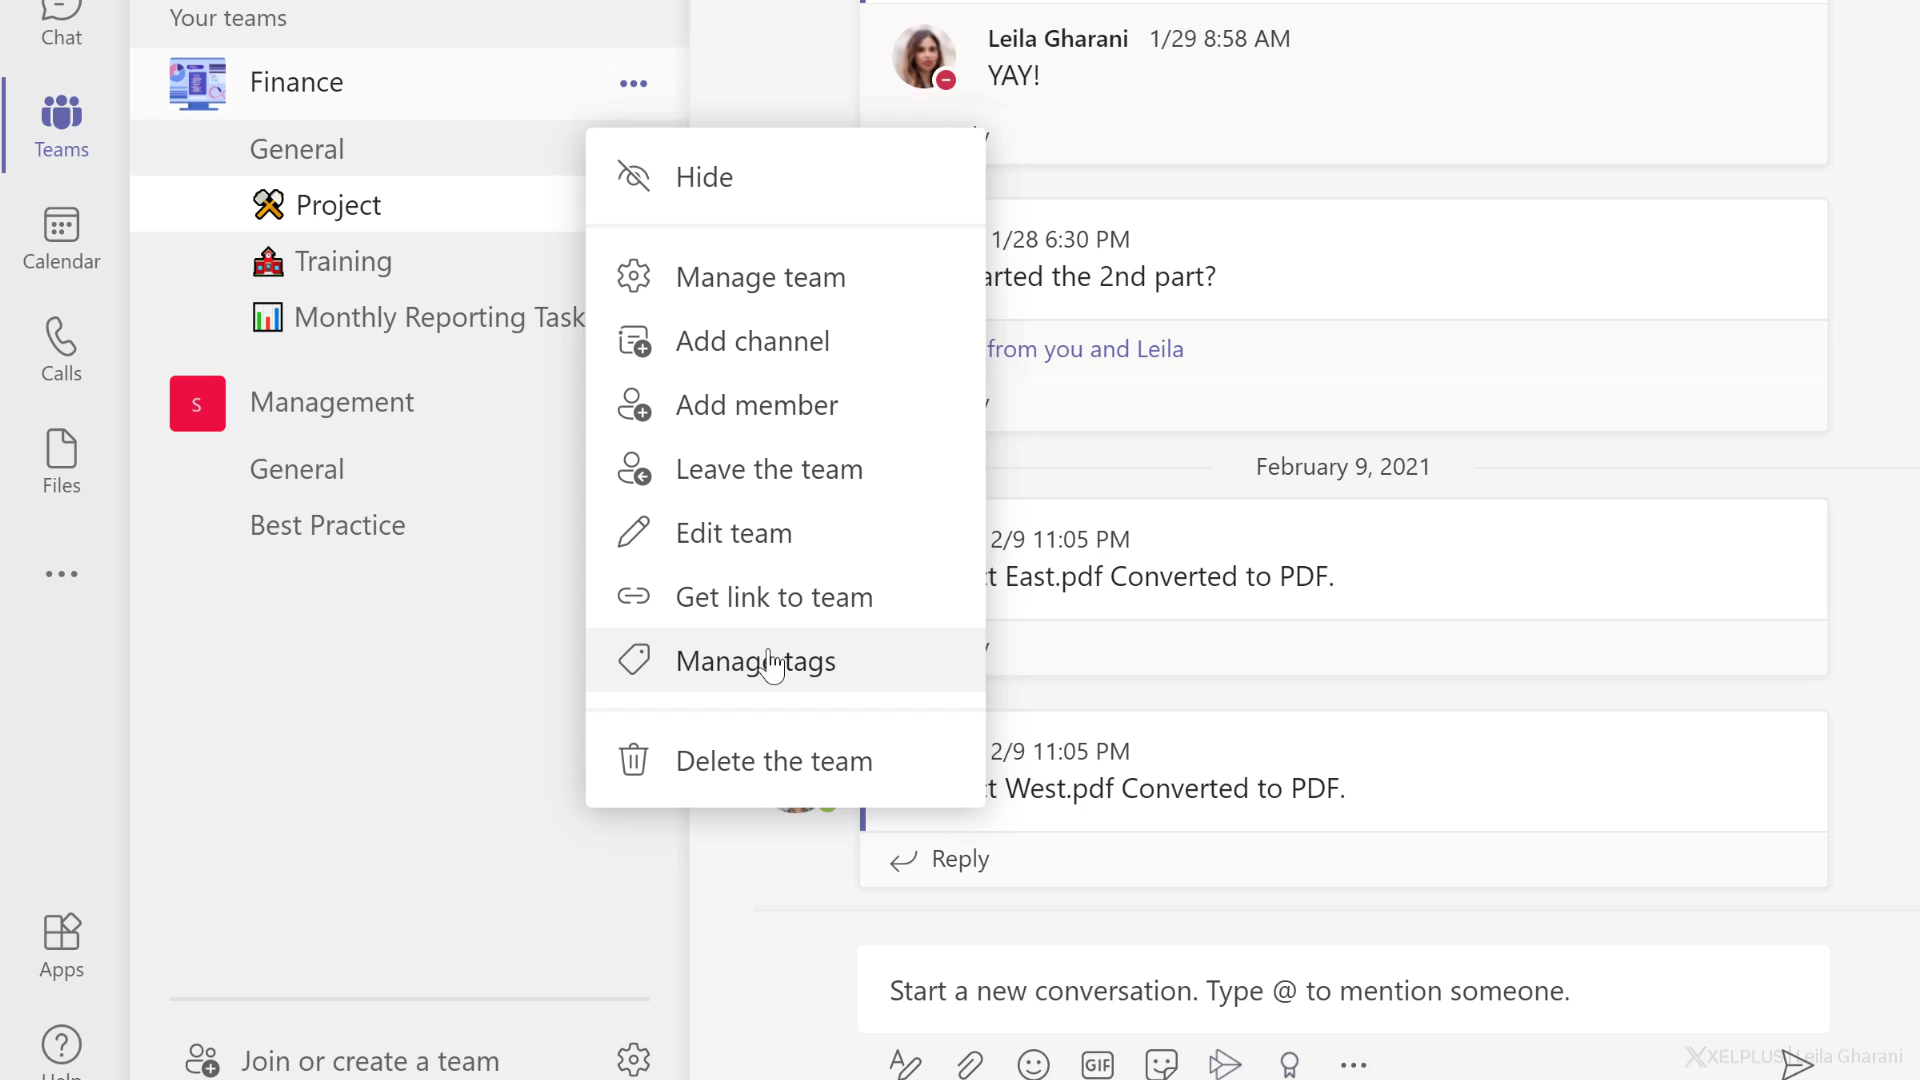 Chat
Teams
Calendar
Calls
Files
Apps
Your teams
Finance
General
Project
Training
Monthly Reporting Task
S
Management
General
Best Practice
Join or create a team
Hide
Manage team
Add channel
Add member
Leave the team
Edit team
Get link to team
Manage tags
Delete the team
Leila Gharani 1/29 8:58 AM
YAY!
1/28 6:30 PM
arted the 2nd part?
from you and Leila
February 9, 2021
2/9 11:05 PM
t East.pdf Converted to PDF.
2/9 11:05 PM
t West.pdf Converted to PDF.
Reply
Start a new conversation. Type @ to mention someone.
GIF
XELPLUS | Leila Gharani